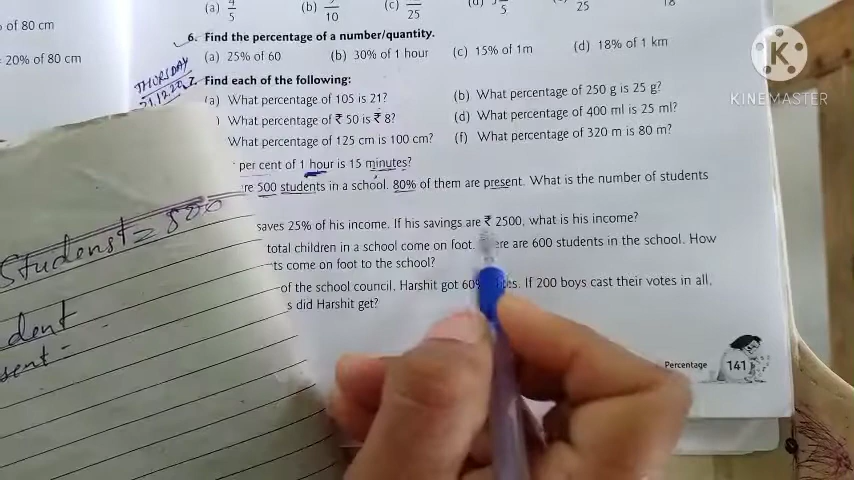 (a) 4/5 (b) /10 (c) /25 (d) /5 /25 18
% of 80 cm
= 20% of 80 cm
6. Find the percentage of a number/quantity.
(a) 25% of 60 (b) 30% of 1 hour (c) 15% of 1m (d) 18% of 1 km
THURSDAY
21.12.20
7. Find each of the following:
(a) What percentage of 105 is 21? (b) What percentage of 250 g is 25 g?
) What percentage of ₹ 50 is ₹ 8? (d) What percentage of 400 ml is 25 ml?
What percentage of 125 cm is 100 cm? (f) What percentage of 320 m is 80 m?
per cent of 1 hour is 15 minutes?
re 500 students in a school. 80% of them are present. What is the number of students
saves 25% of his income. If his savings are ₹ 2500, what is his income?
total children in a school come on foot. ere are 600 students in the school. How
ts come on foot to the school?
of the school council, Harshit got 60% tes. If 200 boys cast their votes in all,
s did Harshit get?
Studenst = 800
dent
sent =
Percentage 141
K
KINEMASTER